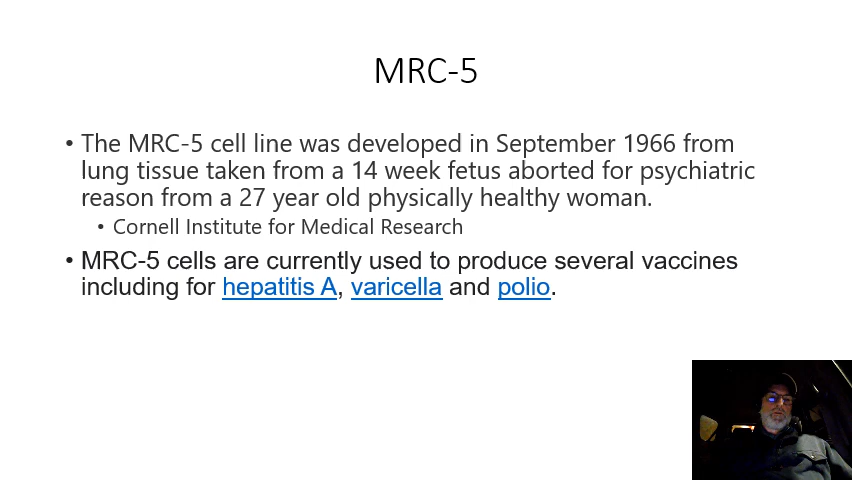 MRC-5
• The MRC-5 cell line was developed in September 1966 from
lung tissue taken from a 14 week fetus aborted for psychiatric
reason from a 27 year old physically healthy woman.
• Cornell Institute for Medical Research
• MRC-5 cells are currently used to produce several vaccines
including for hepatitis A, varicella and polio.